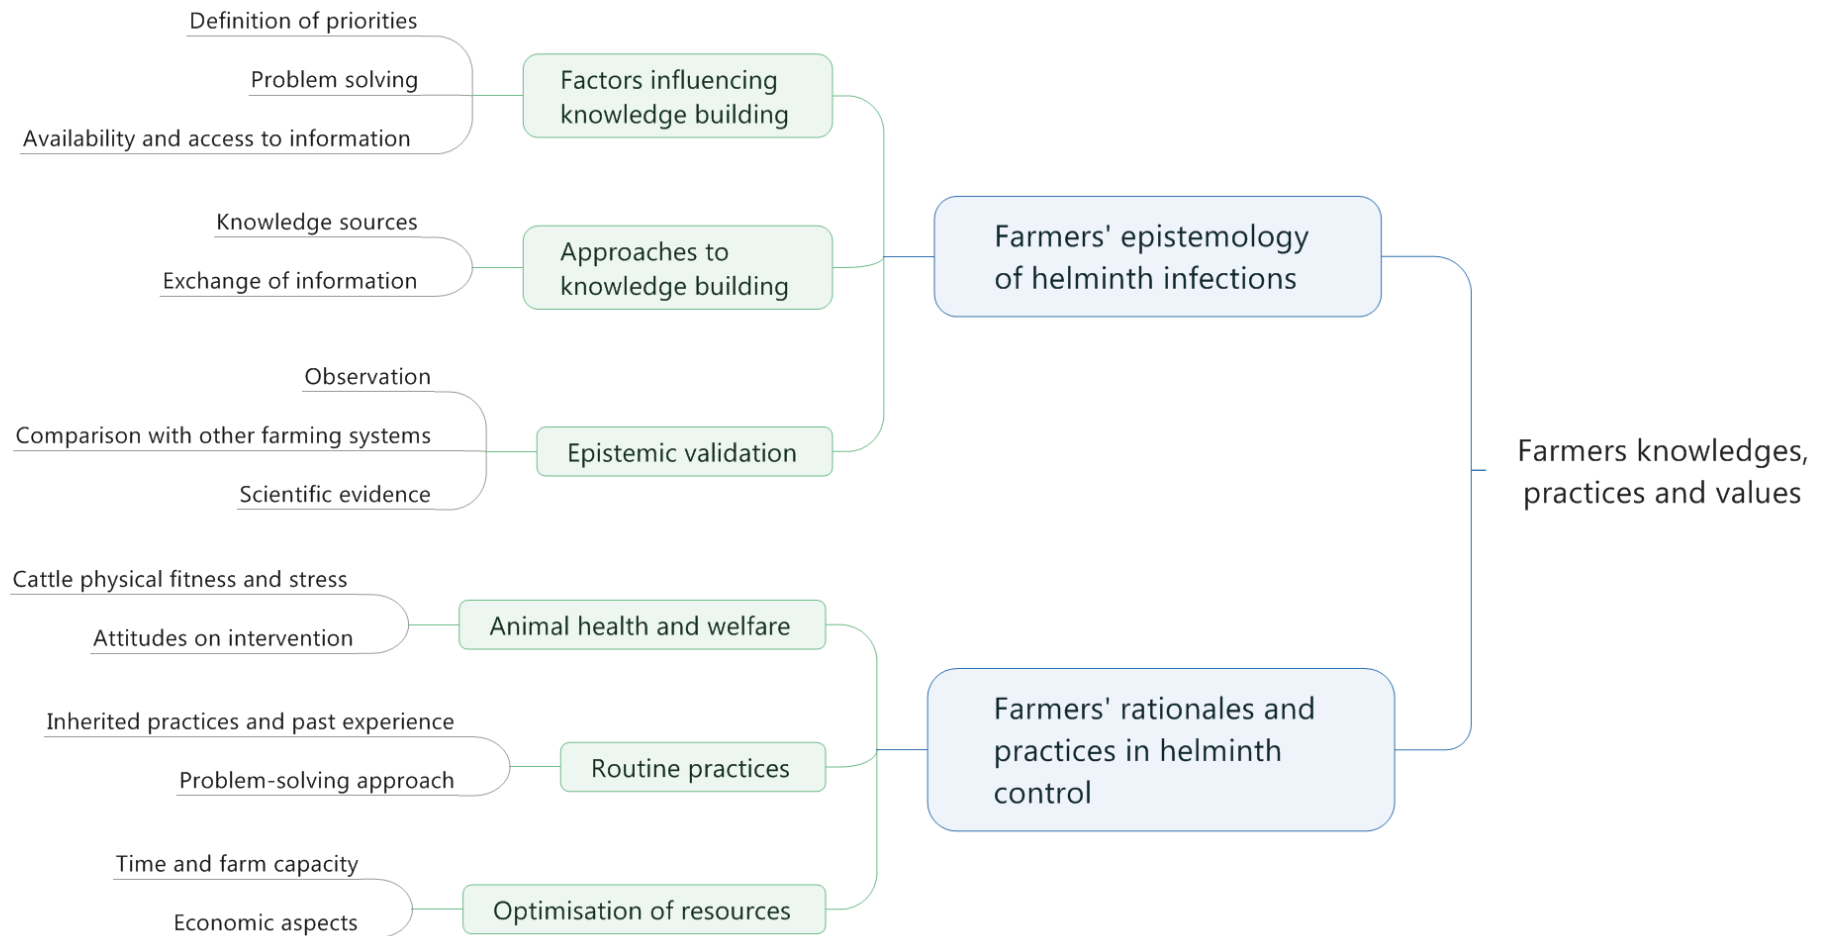 Definition of priorities
Problem solving
Availability and access to information
Factors influencing
knowledge building
Knowledge sources
Exchange of information
Approaches to
knowledge building
Observation
Comparison with other farming systems
Scientific evidence
Epistemic validation
Farmers' epistemology
of helminth infections
Cattle physical fitness and stress
Attitudes on intervention
Animal health and welfare
Inherited practices and past experience
Problem-solving approach
Routine practices
Time and farm capacity
Economic aspects
Optimisation of resources
Farmers' rationales and
practices in helminth
control
Farmers knowledges,
practices and values